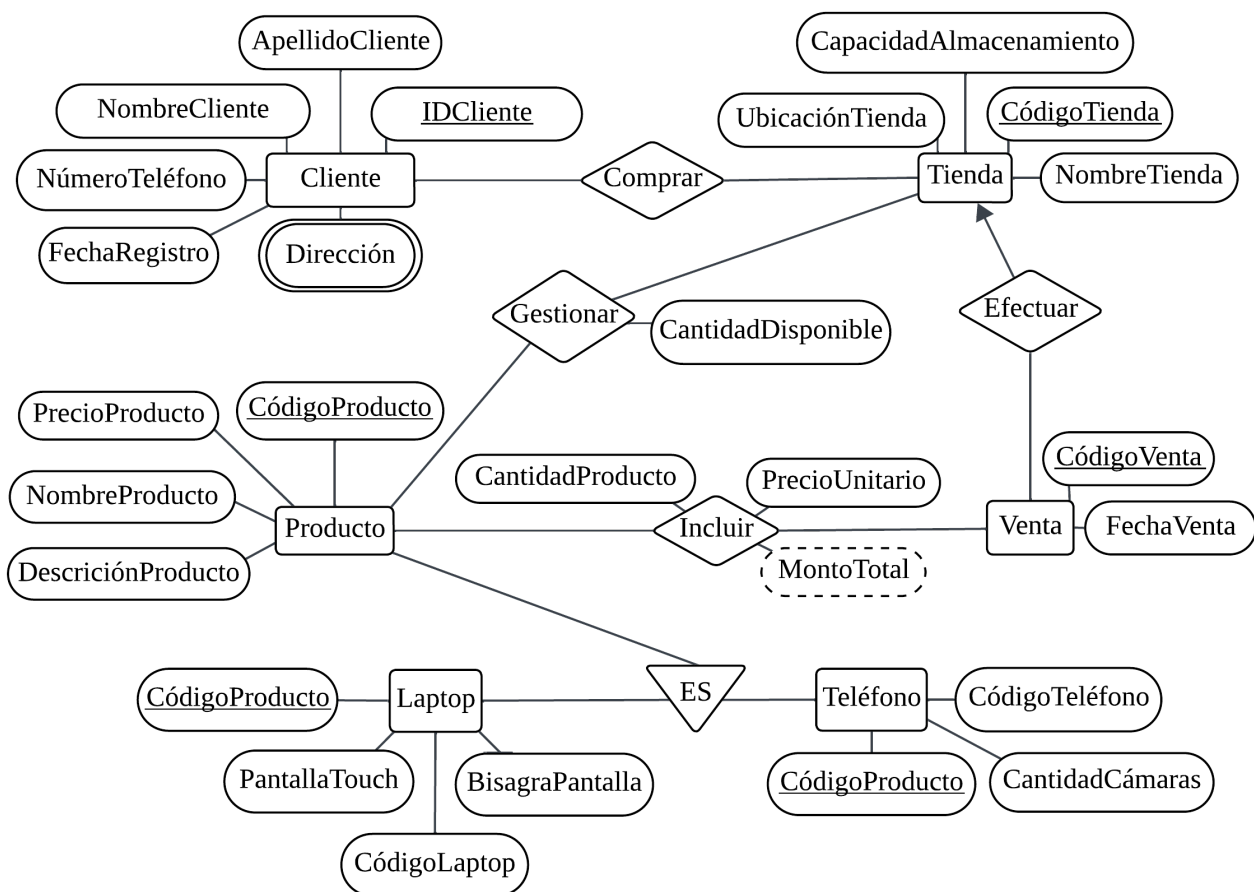 ApellidoCliente
CapacidadAlmacenamiento
NombreCliente
IDCliente
UbicaciónTienda
CódigoTienda
NúmeroTeléfono
Cliente
Comprar
Tienda
NombreTienda
FechaRegistro
Dirección
Gestionar
CantidadDisponible
Efectuar
PrecioProducto
CódigoProducto
CódigoVenta
NombreProducto
CantidadProducto
PrecioUnitario
Producto
Incluir
Venta
FechaVenta
DescriciónProducto
MontoTotal
CódigoProducto
Laptop
ES
Teléfono
CódigoTeléfono
PantallaTouch
BisagraPantalla
CódigoProducto
CantidadCámaras
CódigoLaptop